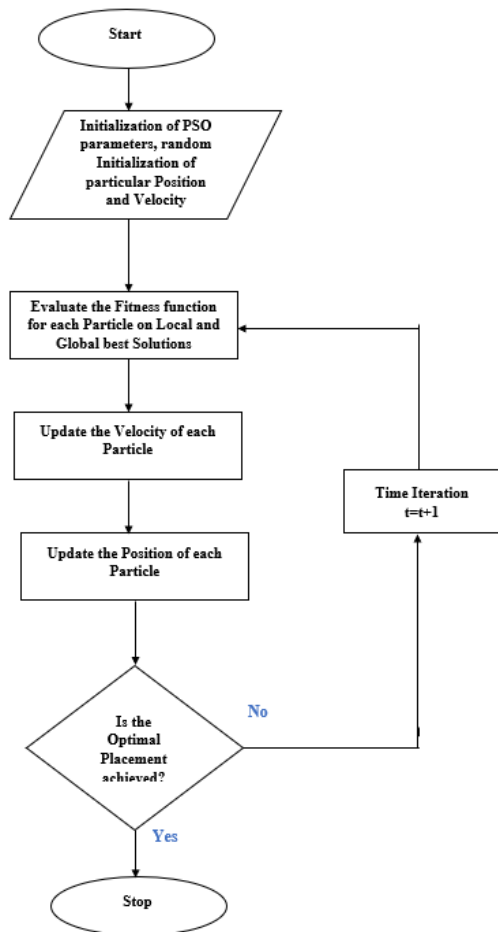 Start
Initialization of PSO
parameters, random
Initialization of
particular Position
and Velocity
Evaluate the Fitness function
for each Particle on Local and
Global best Solutions
Update the Velocity of each
Particle
Time Iteration
t=t+1
Update the Position of each
Particle
No
Is the
Optimal
Placement
achieved?
Yes
Stop